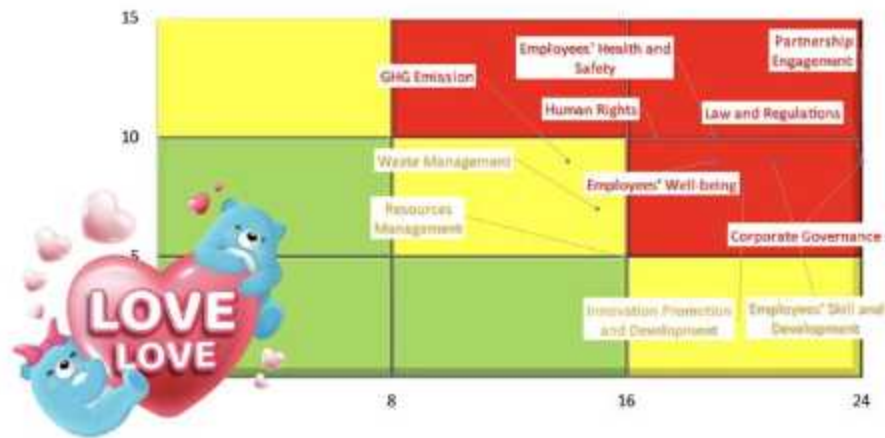 15
Employees' Health and
Safety
Partnership
Engagement
GHG Emission
Human Rights
Law and Regulations
10
Waste Management
Employees' Well-being
Resources
Management
Corporate Governance
5
LOVE
LOVE
Innovation Promotion
and Development
Employees' Skill and
Development
8
16
24